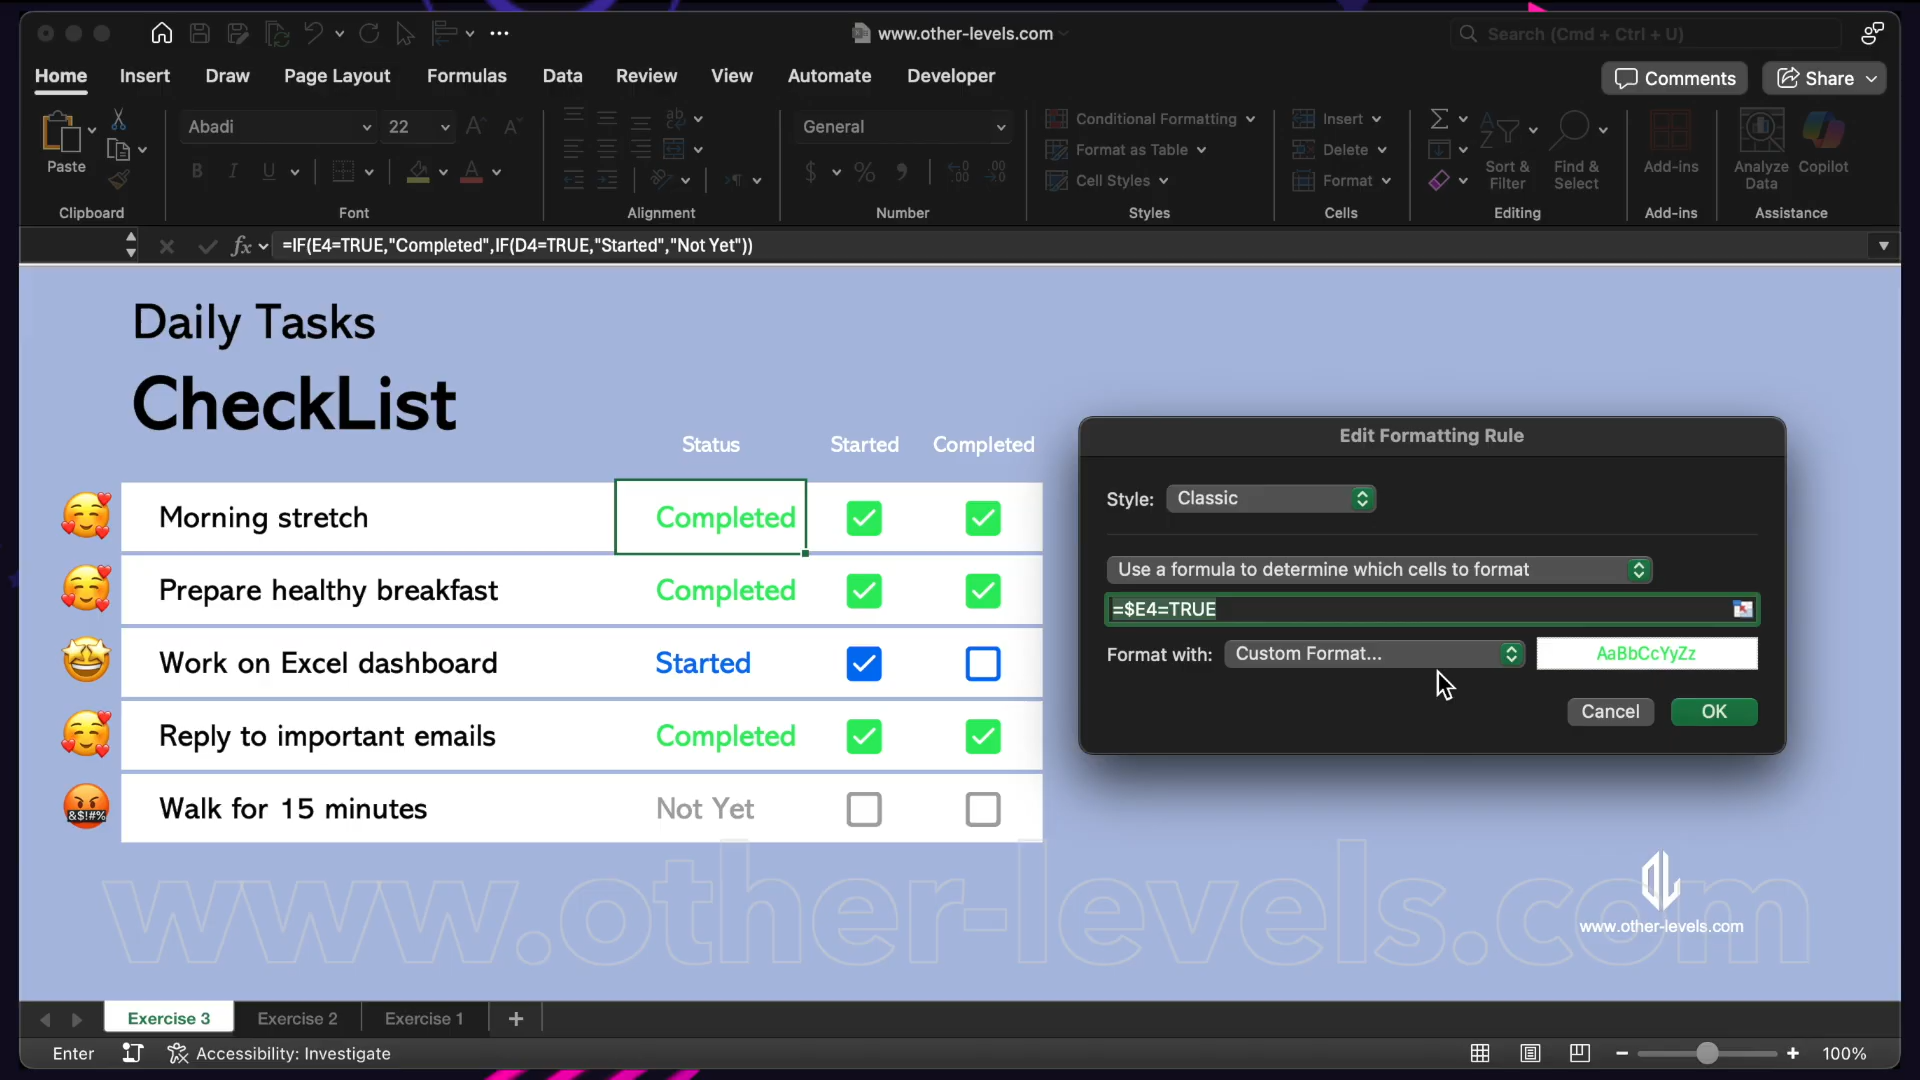 www.other-levels.com
Search (Cmd + Ctrl + U)
Home Insert Draw Page Layout Formulas Data Review View Automate Developer
Comments Share
Paste
Abadi 22
General
Conditional Formatting
Format as Table
Cell Styles
Insert
Delete
Format
Sort & Filter
Find & Select
Add-ins
Analyze Data
Copilot
B I U
$ %
Clipboard Font Alignment Number Styles Cells Editing Add-ins Assistance
fx =IF(E4=TRUE,"Completed",IF(D4=TRUE,"Started","Not Yet"))
Daily Tasks
CheckList
Status Started Completed
Morning stretch Completed
Prepare healthy breakfast Completed
Work on Excel dashboard Started
Reply to important emails Completed
&$!#% Walk for 15 minutes Not Yet
Edit Formatting Rule
Style: Classic
Use a formula to determine which cells to format
=$E4=TRUE
Format with: Custom Format... AaBbCcYyZz
Cancel OK
www.other-levels.com
www.other-levels.com
Exercise 3 Exercise 2 Exercise 1 +
Enter Accessibility: Investigate
100%